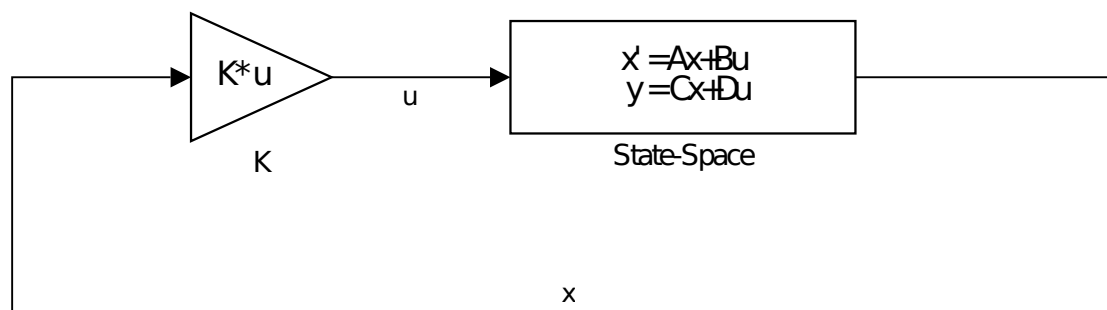 K*u
x'=Ax+Bu
y=Cx+Du
u
K
State-Space
x